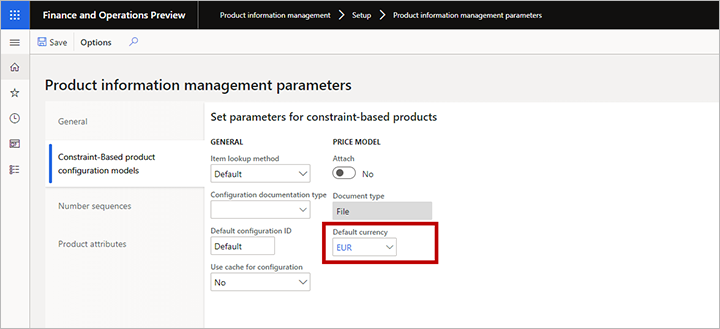 Finance and Operations Preview
Product information management > Setup > Product information management parameters
Save Options
Product information management parameters
General
Constraint-Based product
configuration models
Number sequences
Product attributes
Set parameters for constraint-based products
GENERAL
Item lookup method
Default
Configuration documentation type
Default configuration ID
Default
Use cache for configuration
No
PRICE MODEL
Attach
No
Document type
File
Default currency
EUR